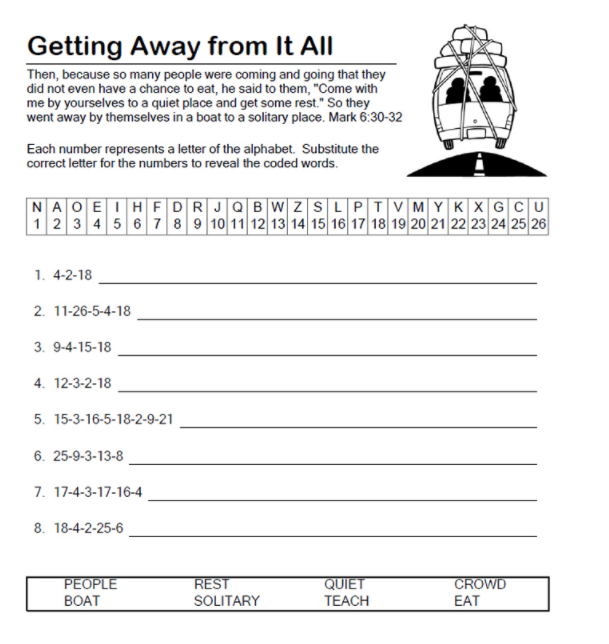 Getting Away from It All
Then, because so many people were coming and going that they
did not even have a chance to eat, he said to them, "Come with
me by yourselves to a quiet place and get some rest." So they
went away by themselves in a boat to a solitary place. Mark 6:30-32
Each number represents a letter of the alphabet. Substitute the
correct letter for the numbers to reveal the coded words.
N A O E I H F D R J Q B W Z S L P T V M Y K X G C U
1 2 3 4 5 6 7 8 9 10 11 12 13 14 15 16 17 18 19 20 21 22 23 24 25 26
1. 4-2-18
2. 11-26-5-4-18
3. 9-4-15-18
4. 12-3-2-18
5. 15-3-16-5-18-2-9-21
6. 25-9-3-13-8
7. 17-4-3-17-16-4
8. 18-4-2-25-6
PEOPLE REST QUIET CROWD
BOAT SOLITARY TEACH EAT